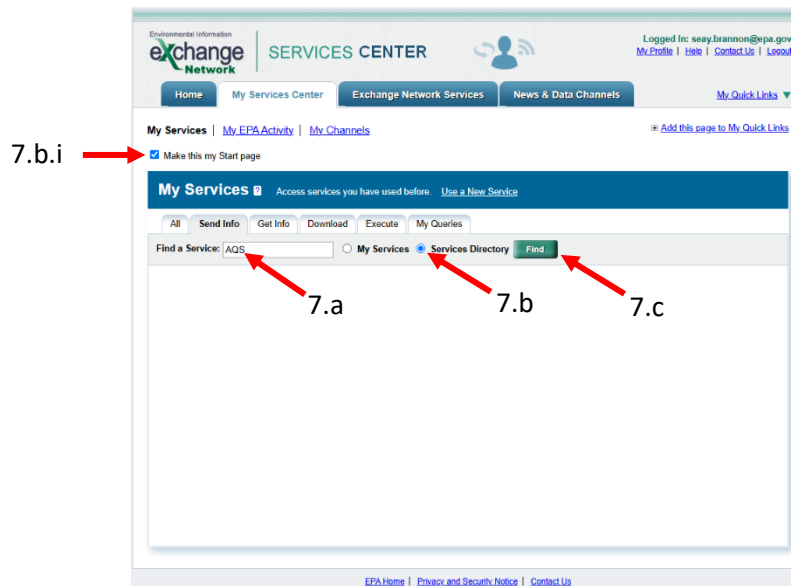 Environmental Information
eXchange
Network
SERVICES CENTER
Logged In: seay.brannon@epa.gov
My Profile | Help | Contact Us | Logout
Home
My Services Center
Exchange Network Services
News & Data Channels
My Quick Links
My Services | My EPA Activity | My Channels
Add this page to My Quick Links
7.b.i
Make this my Start page
My Services ? Access services you have used before. Use a New Service
All Send Info Get Info Download Execute My Queries
Find a Service: AQS My Services Services Directory Find
7.a
7.b
7.c
EPA Home | Privacy and Security Notice | Contact Us